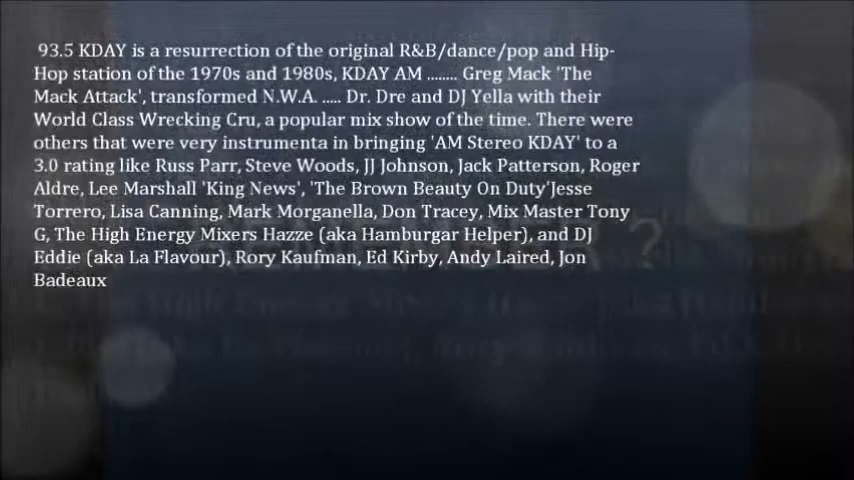 93.5 KDAY is a resurrection of the original R&B/dance/pop and Hip-
Hop station of the 1970s and 1980s, KDAY AM ........ Greg Mack 'The
Mack Attack', transformed N.W.A. ..... Dr. Dre and DJ Yella with their
World Class Wrecking Cru, a popular mix show of the time. There were
others that were very instrumenta in bringing 'AM Stereo KDAY' to a
3.0 rating like Russ Parr, Steve Woods, JJ Johnson, Jack Patterson, Roger
Aldre, Lee Marshall 'King News', 'The Brown Beauty On Duty'Jesse
Torrero, Lisa Canning, Mark Morganella, Don Tracey, Mix Master Tony
G, The High Energy Mixers Hazze (aka Hamburgar Helper), and DJ
Eddie (aka La Flavour), Rory Kaufman, Ed Kirby, Andy Laired, Jon
Badeaux